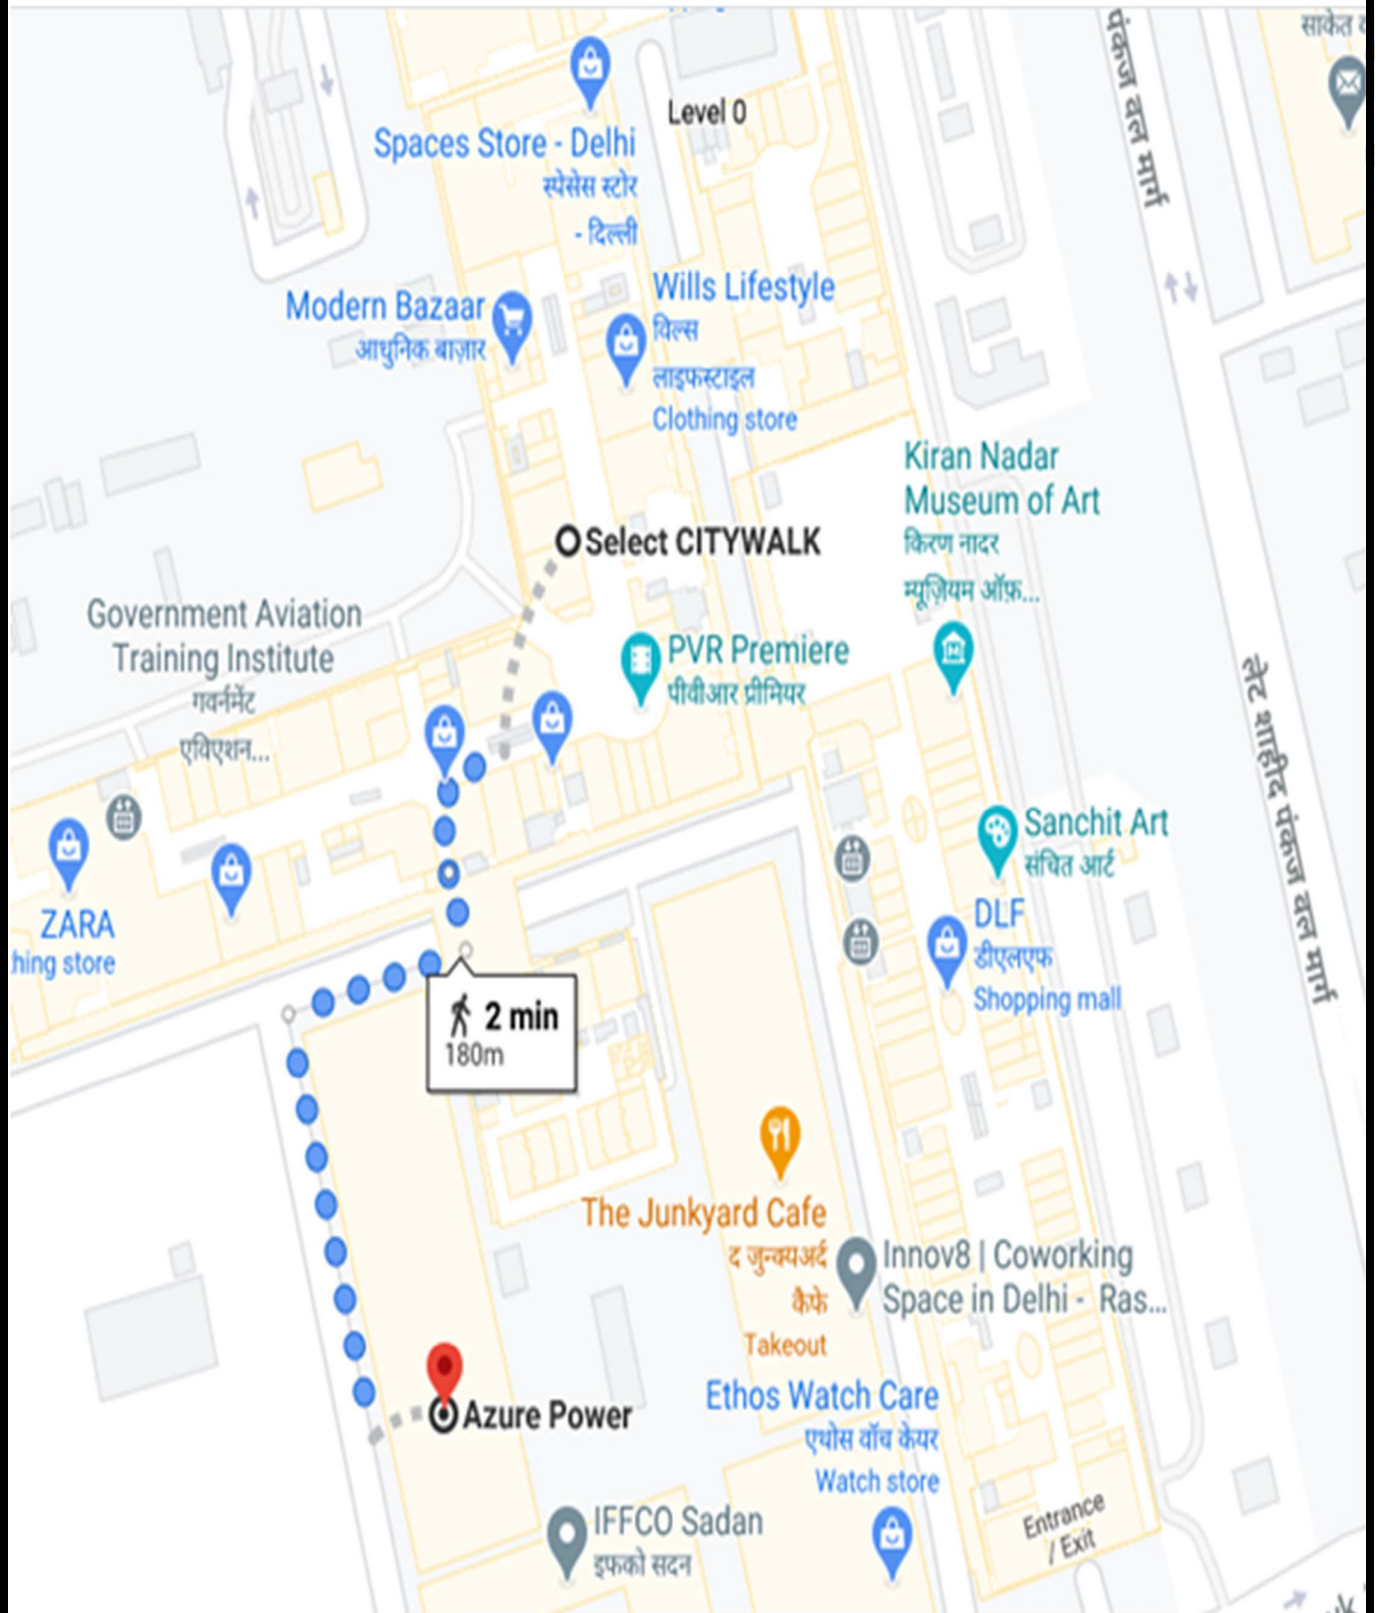 साकेत
पंकज वल मार्ग
Level 0
Spaces Store - Delhi
स्पेसेस स्टोर
- दिल्ली
Wills Lifestyle
विल्स
लाइफस्टाइल
Clothing store
Modern Bazaar
आधुनिक बाज़ार
Kiran Nadar
Museum of Art
किरण नादर
म्यूज़ियम ऑफ़...
Select CITYWALK
Government Aviation
Training Institute
गवर्नमेंट
एविएशन...
PVR Premiere
पीवीआर प्रीमियर
लेट शाहीद पंकज वल मार्ग
Sanchit Art
संचित आर्ट
ZARA
hing store
DLF
डीएलएफ
Shopping mall
2 min
180m
The Junkyard Cafe
द जुन्क्यअर्द
कैफे
Takeout
Innov8 | Coworking
Space in Delhi - Ras...
Azure Power
Ethos Watch Care
एथोस वॉच केयर
Watch store
IFFCO Sadan
इफको सदन
Entrance
/ Exit